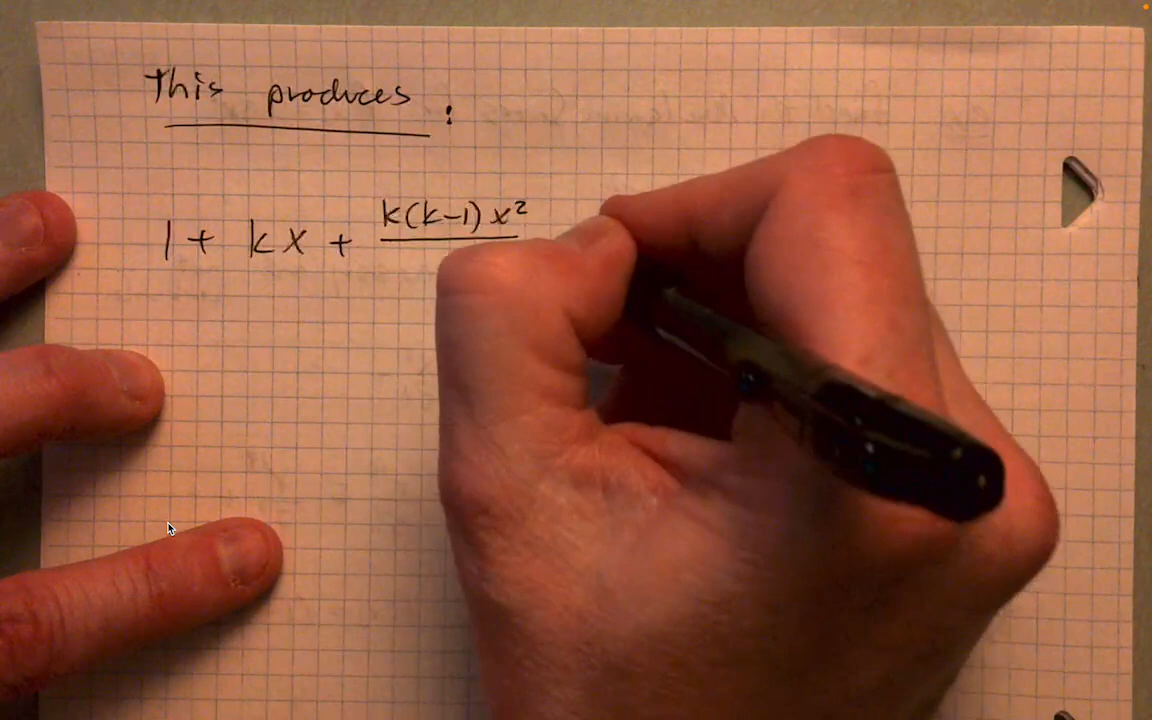 This produces:
1 + kx + k(k-1)x²